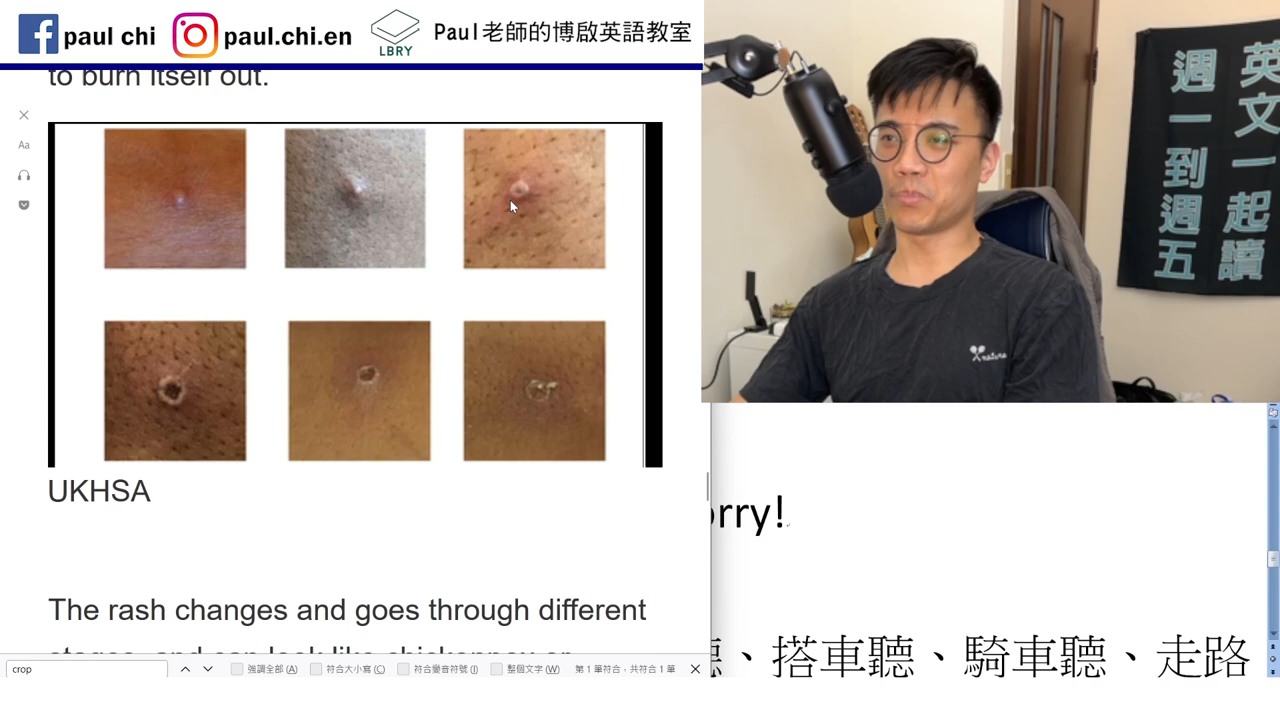 paul chi
paul.chi.en
LBRY
Paul老師的博啟英語教室
to burn itself out.
Aa
UKHSA
The rash changes and goes through different
crop
強調全部 (A)
符合大小寫 (C)
符合變音符號 (I)
整個文字 (W)
第 1 筆符合,共符合 1 筆
英文一起讀
週一到週五
nature
orry!
、搭車聽、騎車聽、走路